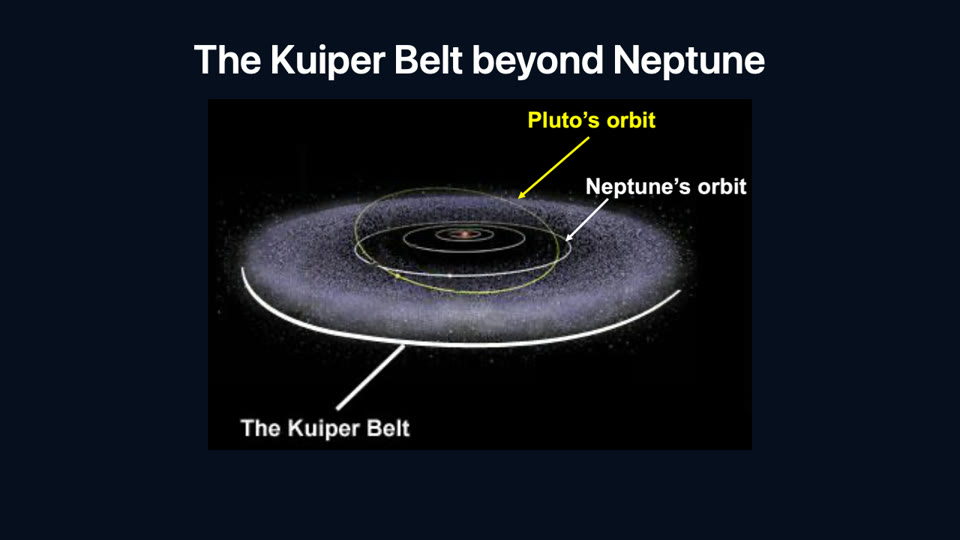 The Kuiper Belt beyond Neptune
Pluto’s orbit
Neptune’s orbit
The Kuiper Belt